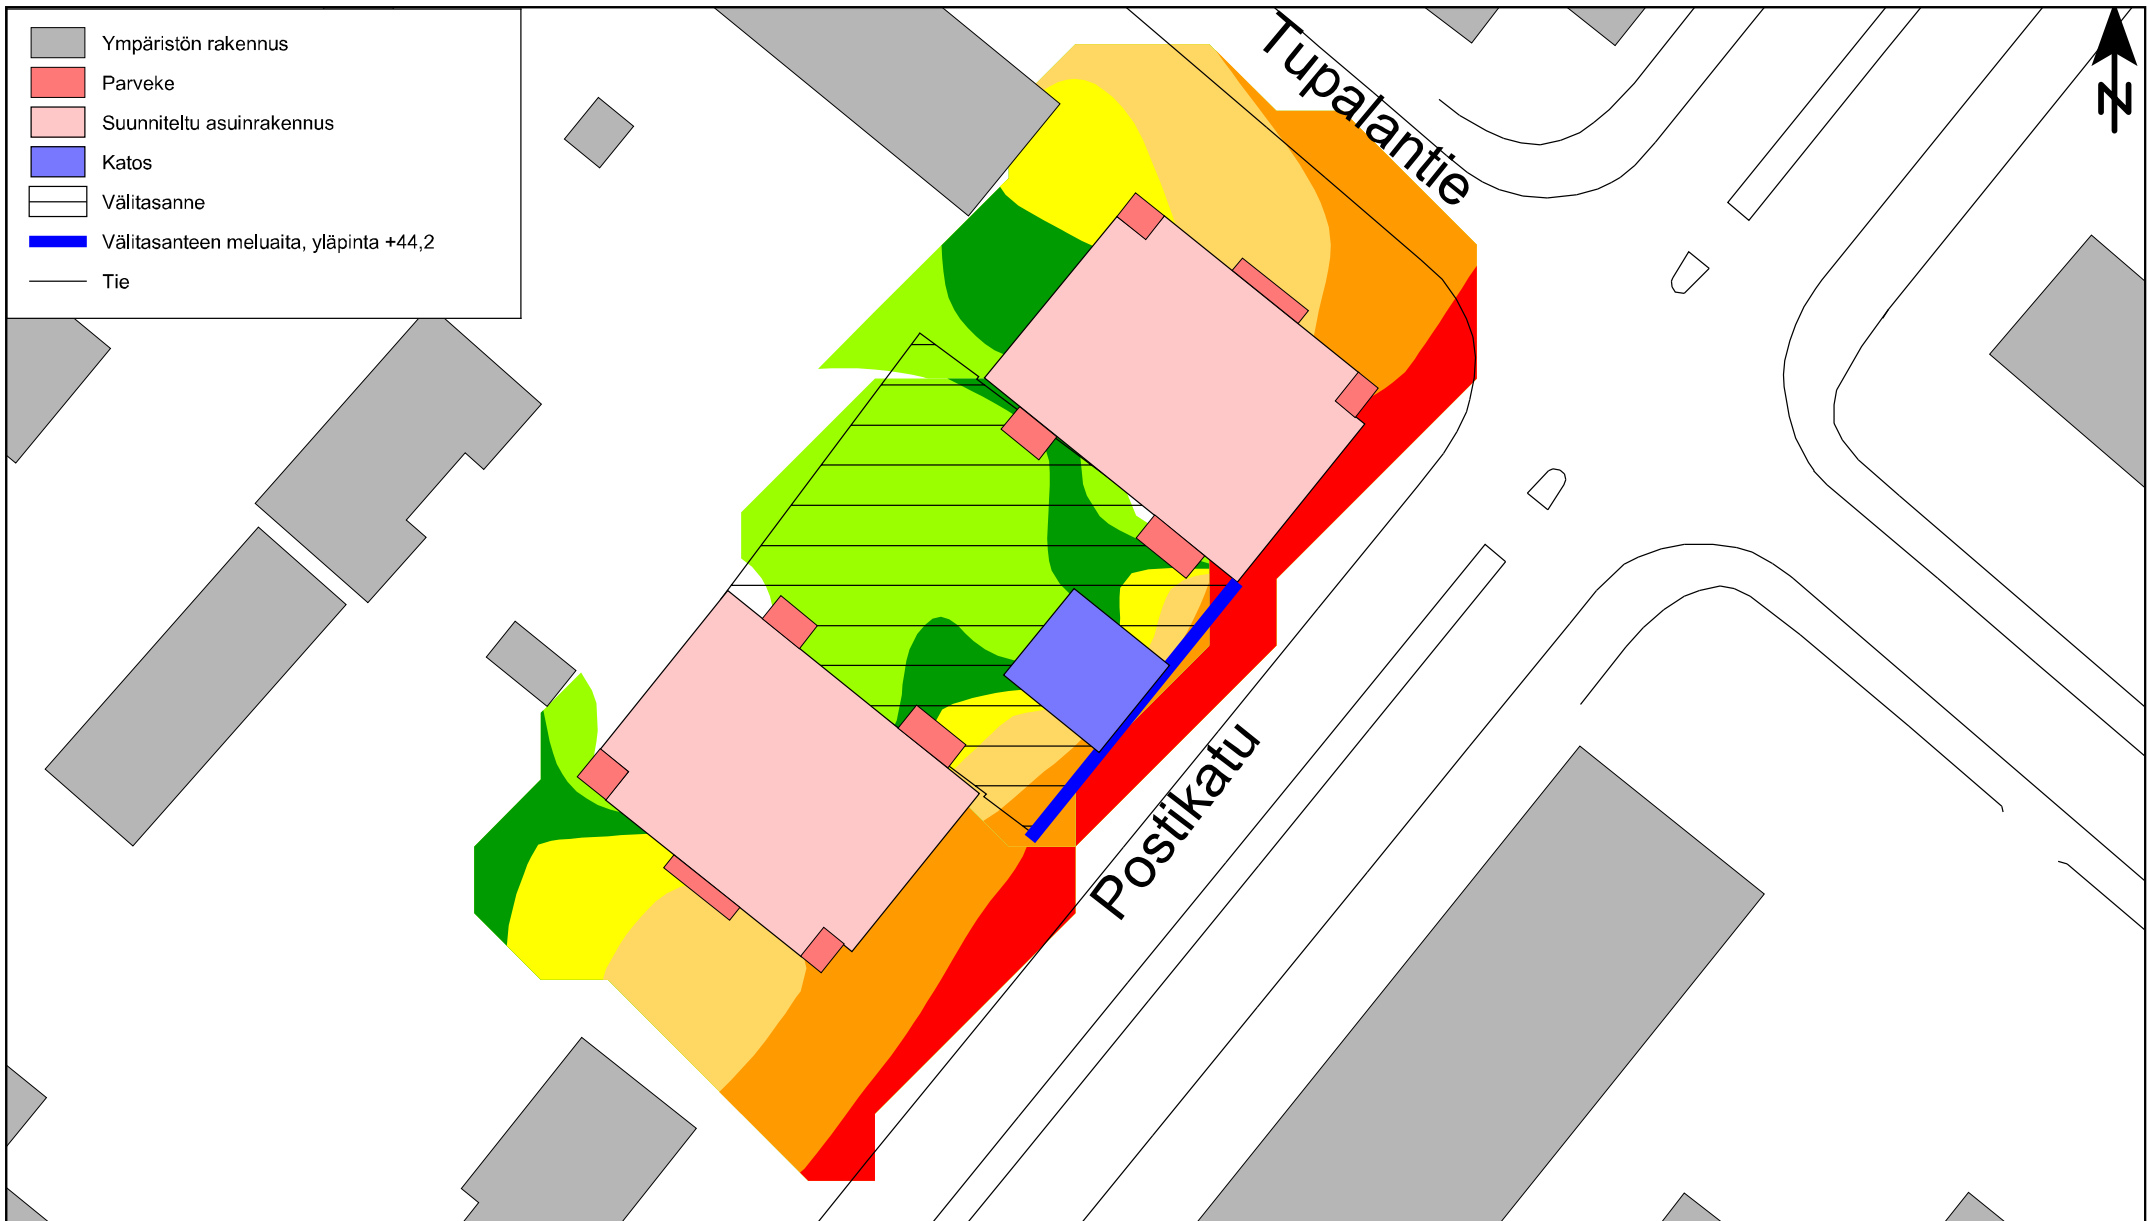 Ympäristön rakennus
Parveke
Suunniteltu asuinrakennus
Katos
Välitasanne
Välitasanteen meluaita, yläpinta +44,2
Tie
Tupalantie
Postikatu
N